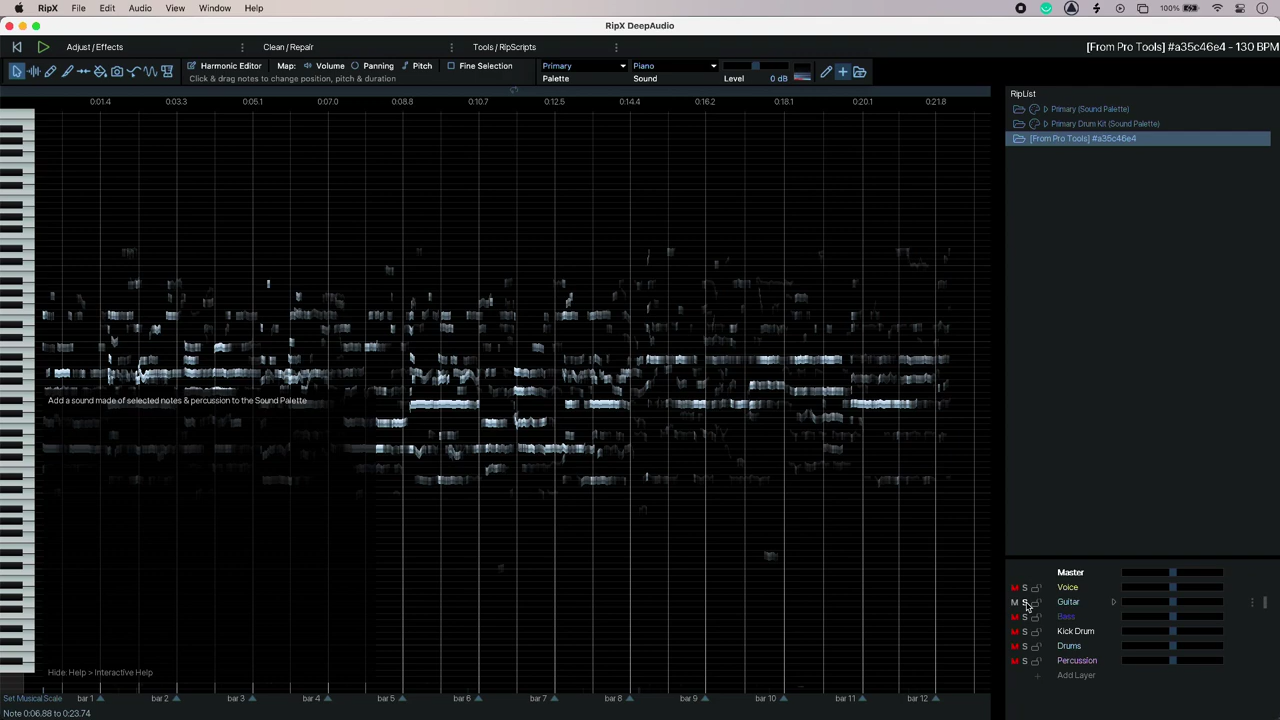 RipX File Edit Audio View Window Help 100%
RipX DeepAudio
Adjust / Effects Clean / Repair Tools / RipScripts [From Pro Tools] #a35c46e4 - 130 BPM
Harmonic Editor Map: Volume Panning Pitch Fine Selection Primary Piano
Click & drag notes to change position, pitch & duration Palette Sound Level 0 dB
RipList
0:01.4 0:03.3 0:05.1 0:07.0 0:08.8 0:10.7 0:12.5 0:14.4 0:16.2 0:18.1 0:20.1 0:21.8
Primary (Sound Palette)
Primary Drum Kit (Sound Palette)
[From Pro Tools] #a35c46e4
Add a sound made of selected notes & percussion to the Sound Palette
Master
M S Voice
M S Guitar
M S Bass
M S Kick Drum
M S Drums
M S Percussion
+ Add Layer
Hide: Help > Interactive Help
Set Musical Scale bar 1 bar 2 bar 3 bar 4 bar 5 bar 6 bar 7 bar 8 bar 9 bar 10 bar 11 bar 12
Note 0:06.88 to 0:23.74